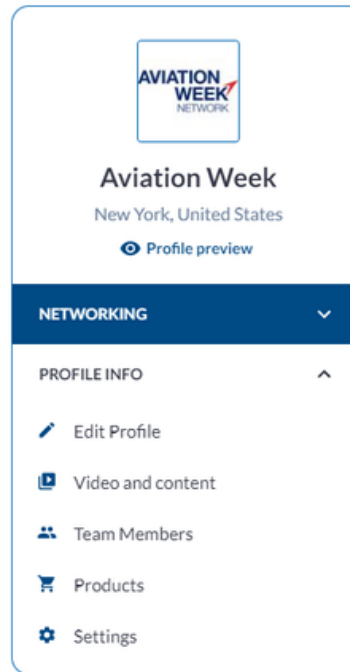 AVIATION
WEEK
NETWORK
Aviation Week
New York, United States
Profile preview
NETWORKING
PROFILE INFO
Edit Profile
Video and content
Team Members
Products
Settings